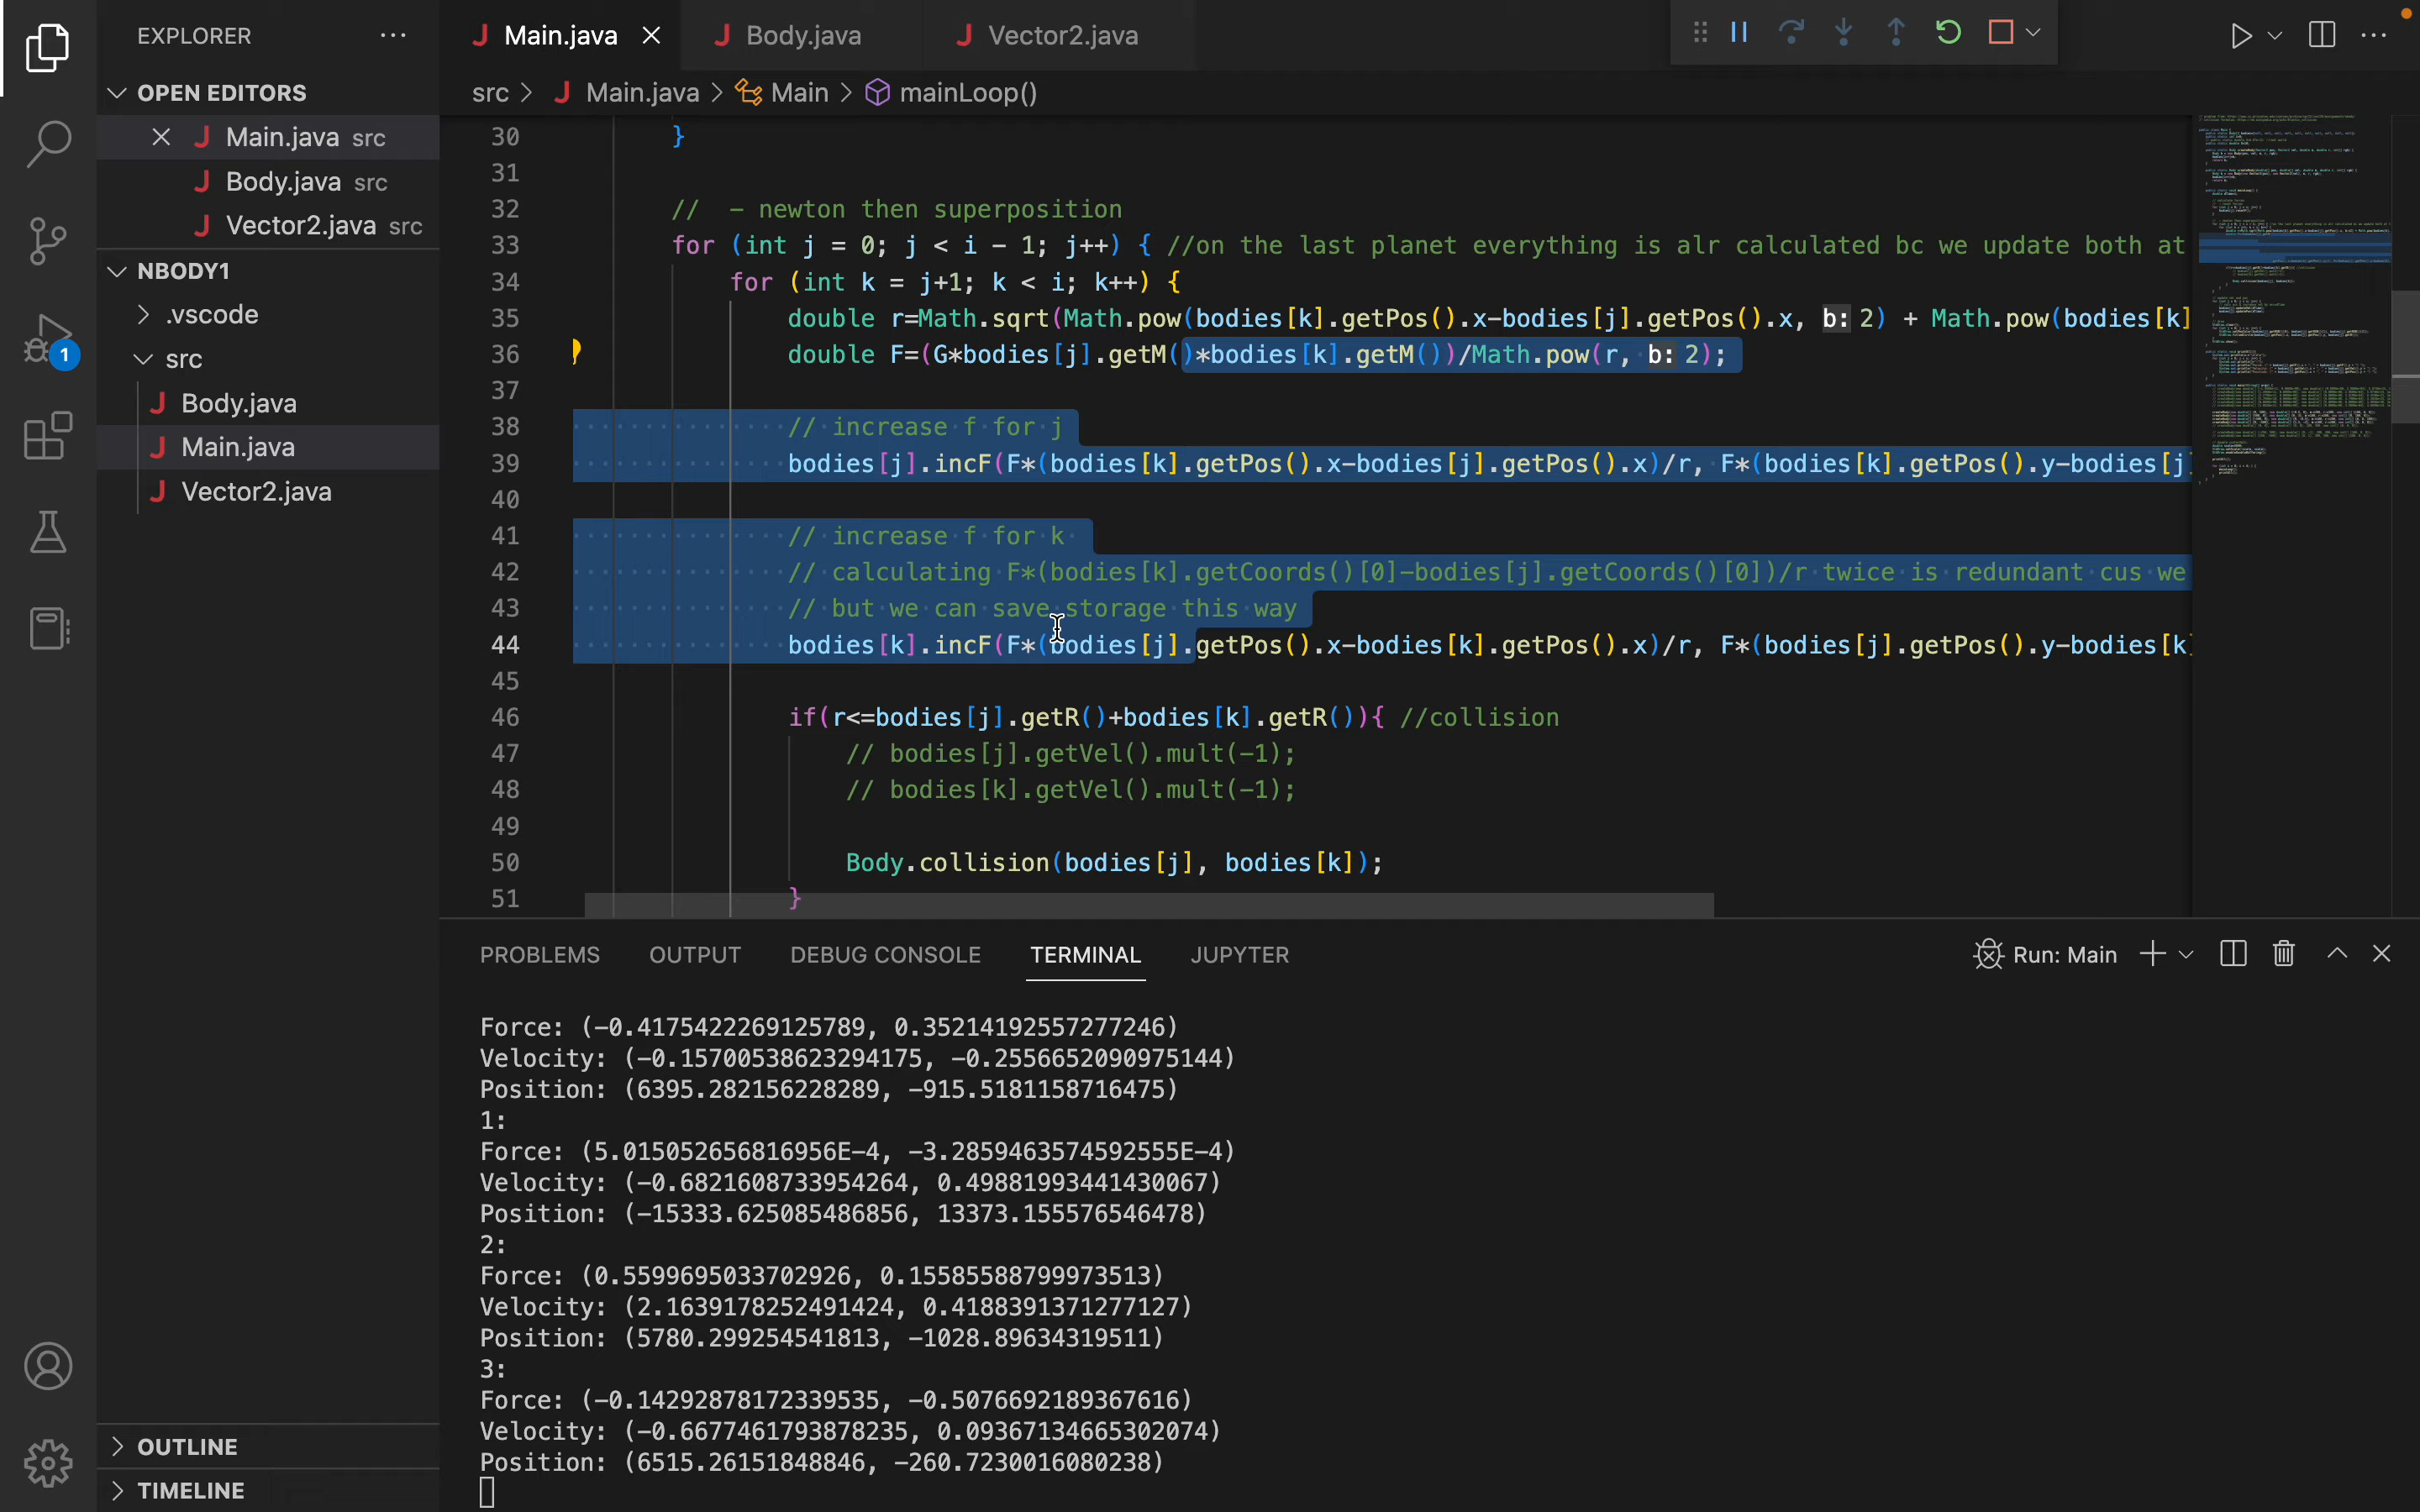 EXPLORER
OPEN EDITORS
Main.java src
Body.java src
Vector2.java src
NBODY1
.vscode
src
Body.java
Main.java
Vector2.java
OUTLINE
TIMELINE
1
Main.java
Body.java
Vector2.java
src > Main.java > Main > mainLoop()
30 }
31
32 // - newton then superposition
33 for (int j = 0; j < i - 1; j++) { //on the last planet everything is alr calculated bc we update both at
34 for (int k = j+1; k < i; k++) {
35 double r=Math.sqrt(Math.pow(bodies[k].getPos().x-bodies[j].getPos().x, b: 2) + Math.pow(bodies[k]
36 double F=(G*bodies[j].getM()*bodies[k].getM())/Math.pow(r, b: 2);
37
38 // increase f for j
39 bodies[j].incF(F*(bodies[k].getPos().x-bodies[j].getPos().x)/r, F*(bodies[k].getPos().y-bodies[j]
40
41 // increase f for k
42 // calculating F*(bodies[k].getCoords()[0]-bodies[j].getCoords()[0])/r twice is redundant cus we
43 // but we can save storage this way
44 bodies[k].incF(F*(bodies[j].getPos().x-bodies[k].getPos().x)/r, F*(bodies[j].getPos().y-bodies[k]
45
46 if(r<=bodies[j].getR()+bodies[k].getR()){ //collision
47 // bodies[j].getVel().mult(-1);
48 // bodies[k].getVel().mult(-1);
49
50 Body.collision(bodies[j], bodies[k]);
51 }
PROBLEMS OUTPUT DEBUG CONSOLE TERMINAL JUPYTER
Run: Main
Force: (-0.4175422269125789, 0.35214192557277246)
Velocity: (-0.15700538623294175, -0.2556652090975144)
Position: (6395.282156228289, -915.5181158716475)
1:
Force: (5.015052656816956E-4, -3.2859463574592555E-4)
Velocity: (-0.6821608733954264, 0.49881993441430067)
Position: (-15333.625085486856, 13373.155576546478)
2:
Force: (0.5599695033702926, 0.15585588799973513)
Velocity: (2.1639178252491424, 0.4188391371277127)
Position: (5780.299254541813, -1028.89634319511)
3:
Force: (-0.14292878172339535, -0.5076692189367616)
Velocity: (-0.6677461793878235, 0.09367134665302074)
Position: (6515.26151848846, -260.7230016080238)